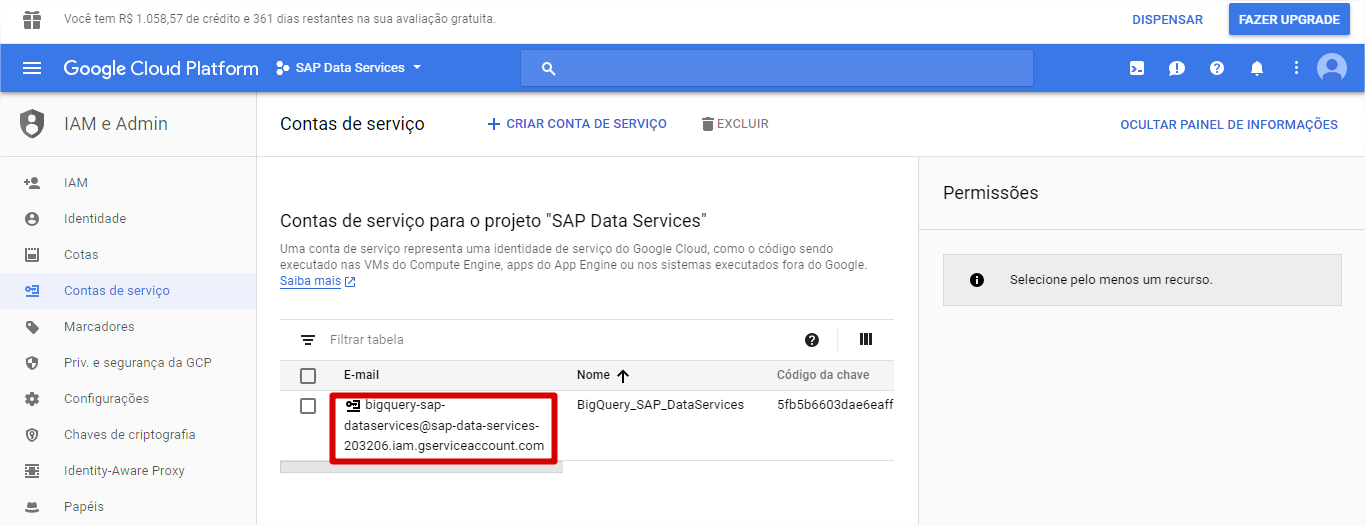 Você tem R$ 1.058,57 de crédito e 361 dias restantes na sua avaliação gratuita.
DISPENSAR
FAZER UPGRADE
Google Cloud Platform
SAP Data Services
IAM e Admin
Contas de serviço
CRIAR CONTA DE SERVIÇO
EXCLUIR
OCULTAR PAINEL DE INFORMAÇÕES
IAM
Identidade
Cotas
Contas de serviço
Marcadores
Priv. e segurança da GCP
Configurações
Chaves de criptografia
Identity-Aware Proxy
Papéis
Contas de serviço para o projeto "SAP Data Services"
Uma conta de serviço representa uma identidade de serviço do Google Cloud, como o código sendo
executado nas VMs do Compute Engine, apps do App Engine ou nos sistemas executados fora do Google.
Saiba mais
Filtrar tabela
E-mail
Nome
Código da chave
bigquery-sap-
dataservices@sap-data-services-
203206.iam.gserviceaccount.com
BigQuery_SAP_DataServices
5fb5b6603dae6eaff
Permissões
Selecione pelo menos um recurso.